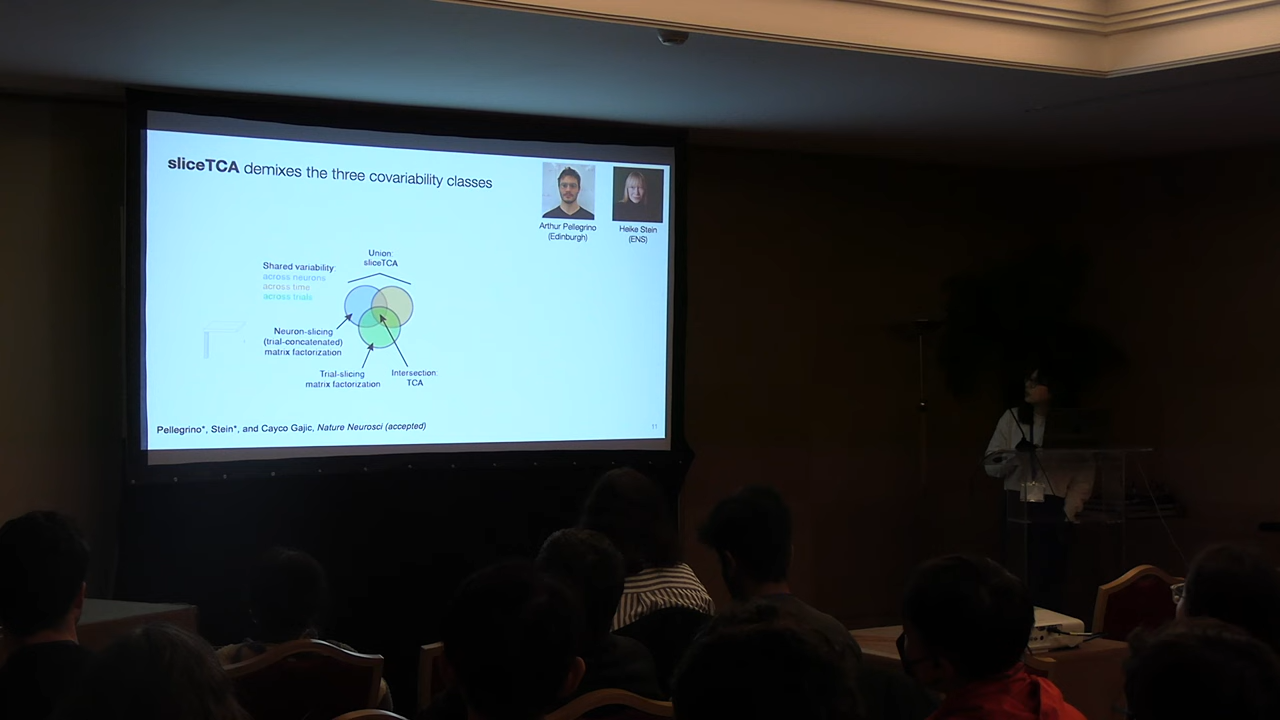 sliceTCA demixes the three covariability classes
Arthur Pellegrino
(Edinburgh)
Heike Stein
(ENS)
Union:
sliceTCA
Shared variability:
across neurons
across time
across trials
Neuron-slicing
(trial-concatenated)
matrix factorization
Trial-slicing
matrix factorization
Intersection:
TCA
Pellegrino*, Stein*, and Cayco Gajic, Nature Neurosci (accepted)
11